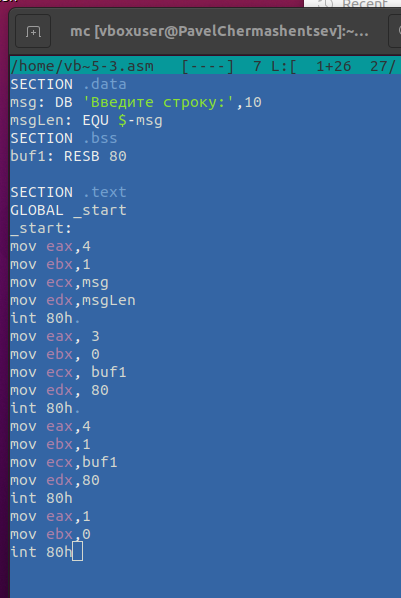 Recent
mc [vboxuser@PavelChermashentsev]:~...
/home/vb~5-3.asm [----] 7 L:[ 1+26 27/
SECTION .data
msg: DB 'Введите строку:',10
msgLen: EQU $-msg
SECTION .bss
buf1: RESB 80
SECTION .text
GLOBAL _start
_start:
mov eax,4
mov ebx,1
mov ecx,msg
mov edx,msgLen
int 80h.
mov eax, 3
mov ebx, 0
mov ecx, buf1
mov edx, 80
int 80h.
mov eax,4
mov ebx,1
mov ecx,buf1
mov edx,80
int 80h
mov eax,1
mov ebx,0
int 80h